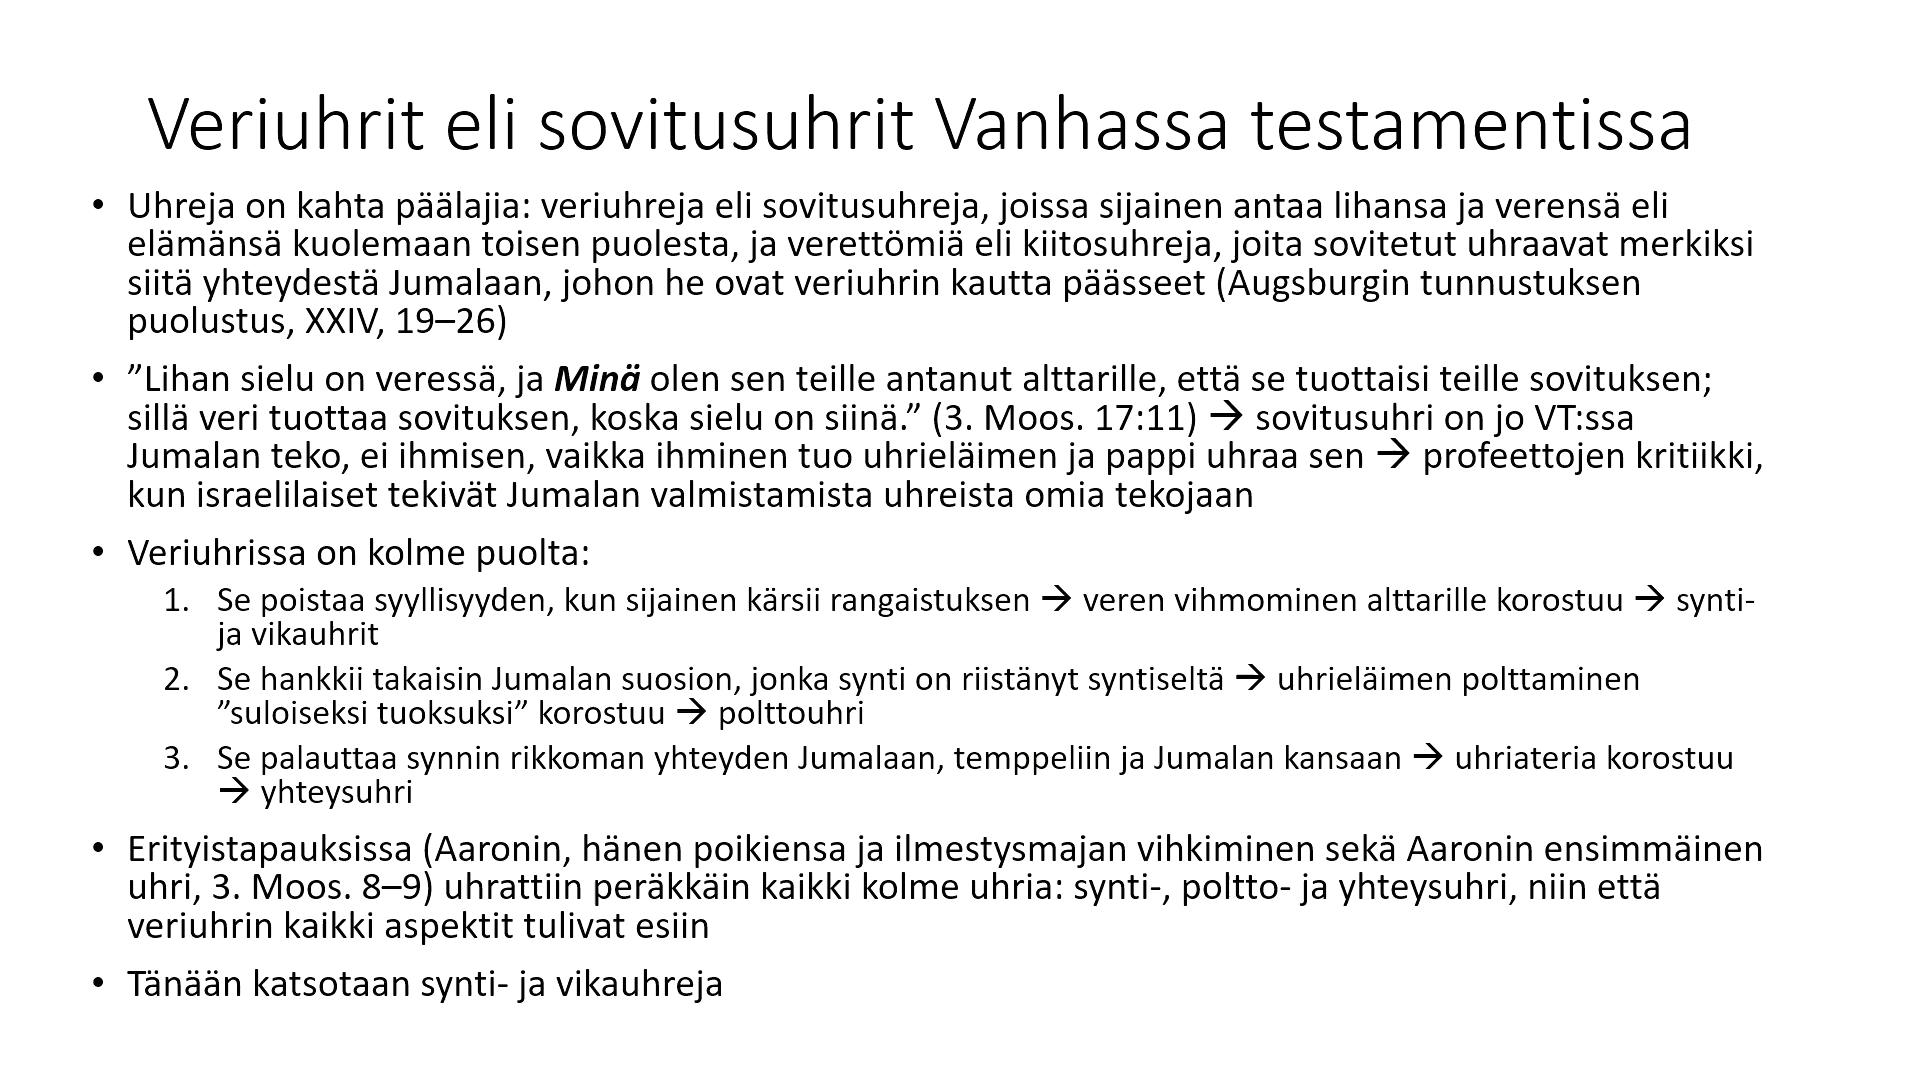 Veriuhrit eli sovitusuhrit Vanhassa testamentissa
• Uhreja on kahta päälajia: veriuhreja eli sovitusuhreja, joissa sijainen antaa lihansa ja verensä eli
elämänsä kuolemaan toisen puolesta, ja verettömiä eli kiitosuhreja, joita sovitetut uhraavat merkiksi
siitä yhteydestä Jumalaan, johon he ovat veriuhrin kautta päässeet (Augsburgin tunnustuksen
puolustus, XXIV, 19–26)
• ”Lihan sielu on veressä, ja Minä olen sen teille antanut alttarille, että se tuottaisi teille sovituksen;
sillä veri tuottaa sovituksen, koska sielu on siinä.” (3. Moos. 17:11) → sovitusuhri on jo VT:ssa
Jumalan teko, ei ihmisen, vaikka ihminen tuo uhrieläimen ja pappi uhraa sen → profeettojen kritiikki,
kun israelilaiset tekivät Jumalan valmistamista uhreista omia tekojaan
• Veriuhrissa on kolme puolta:
1. Se poistaa syyllisyyden, kun sijainen kärsii rangaistuksen → veren vihmominen alttarille korostuu → synti-
ja vikauhrit
2. Se hankkii takaisin Jumalan suosion, jonka synti on riistänyt syntiseltä → uhrieläimen polttaminen
”suloiseksi tuoksuksi” korostuu → polttouhri
3. Se palauttaa synnin rikkoman yhteyden Jumalaan, temppeliin ja Jumalan kansaan → uhriateria korostuu
→ yhteysuhri
• Erityistapauksissa (Aaronin, hänen poikiensa ja ilmestysmajan vihkiminen sekä Aaronin ensimmäinen
uhri, 3. Moos. 8–9) uhrattiin peräkkäin kaikki kolme uhria: synti-, poltto- ja yhteysuhri, niin että
veriuhrin kaikki aspektit tulivat esiin
• Tänään katsotaan synti- ja vikauhreja